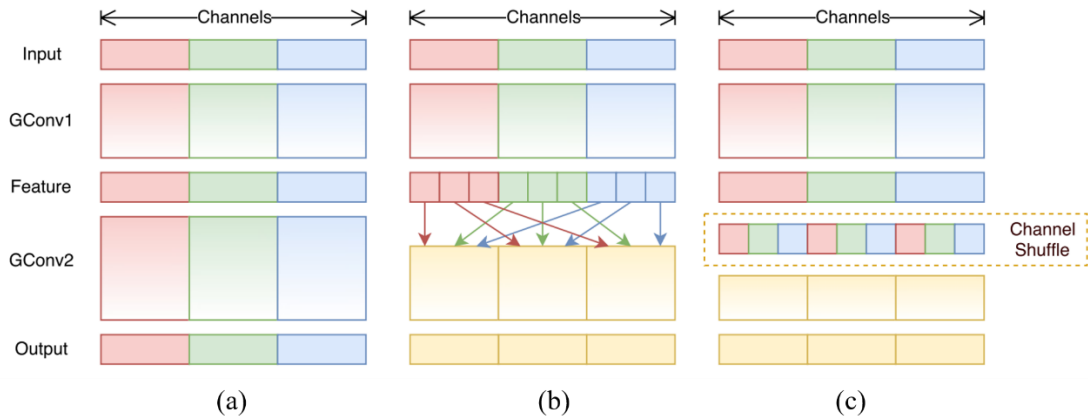 Channels Channels Channels
Input
GConv1
Feature
GConv2
Channel
Shuffle
Output
(a) (b) (c)